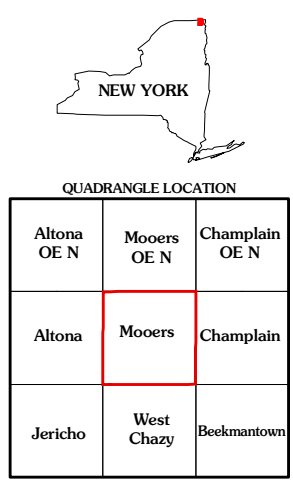 NEW YORK
QUADRANGLE LOCATION
Altona
OE N
Mooers
OE N
Champlain
OE N
Altona
Mooers
Champlain
Jericho
West
Chazy
Beekmantown